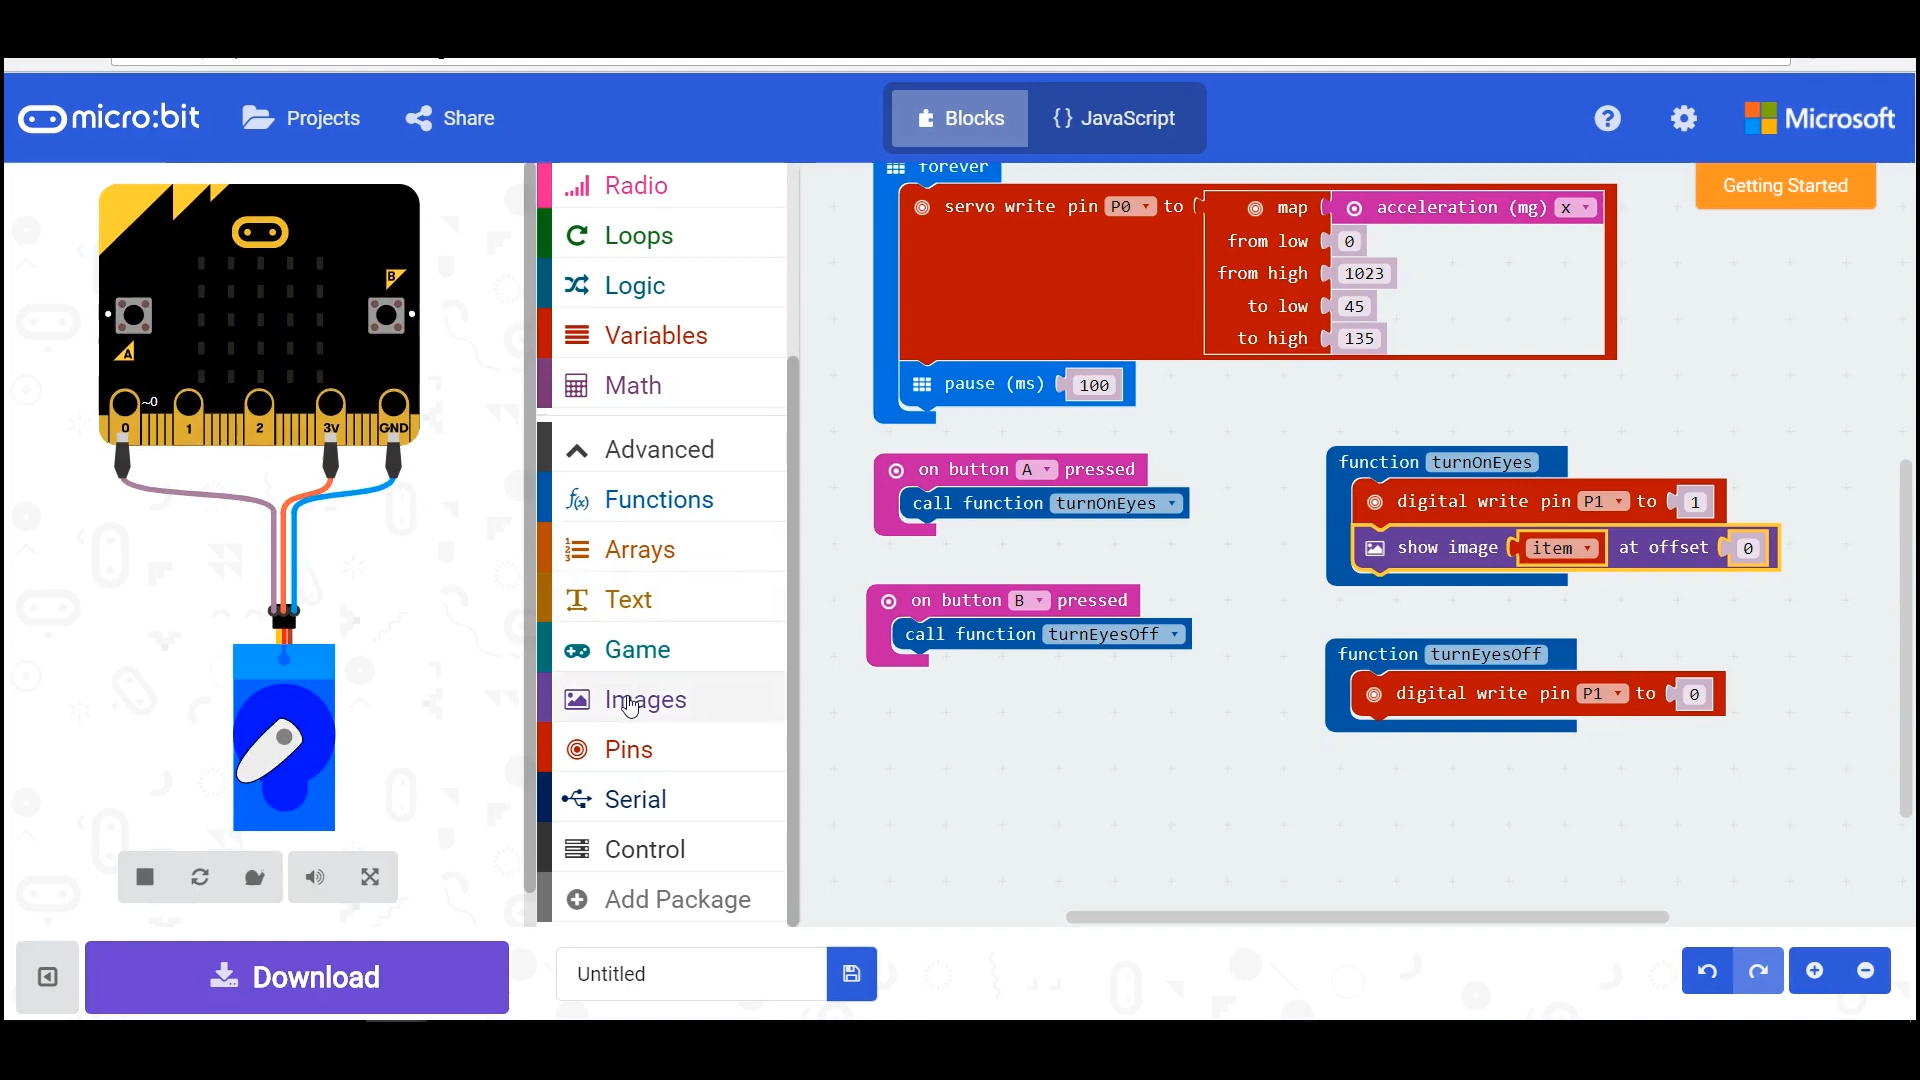 micro:bit
Projects
Share
Blocks
{} JavaScript
?
Microsoft
Getting Started
B
A
~0
0
1
2
3V
GND
Radio
Loops
Logic
Variables
Math
Advanced
f(x) Functions
Arrays
Text
Game
Images
Pins
Serial
Control
Add Package
forever
servo write pin P0 to
map acceleration (mg) x
from low 0
from high 1023
to low 45
to high 135
pause (ms) 100
on button A pressed
call function turnOnEyes
on button B pressed
call function turnEyesOff
function turnOnEyes
digital write pin P1 to 1
show image item at offset 0
function turnEyesOff
digital write pin P1 to 0
Download
Untitled